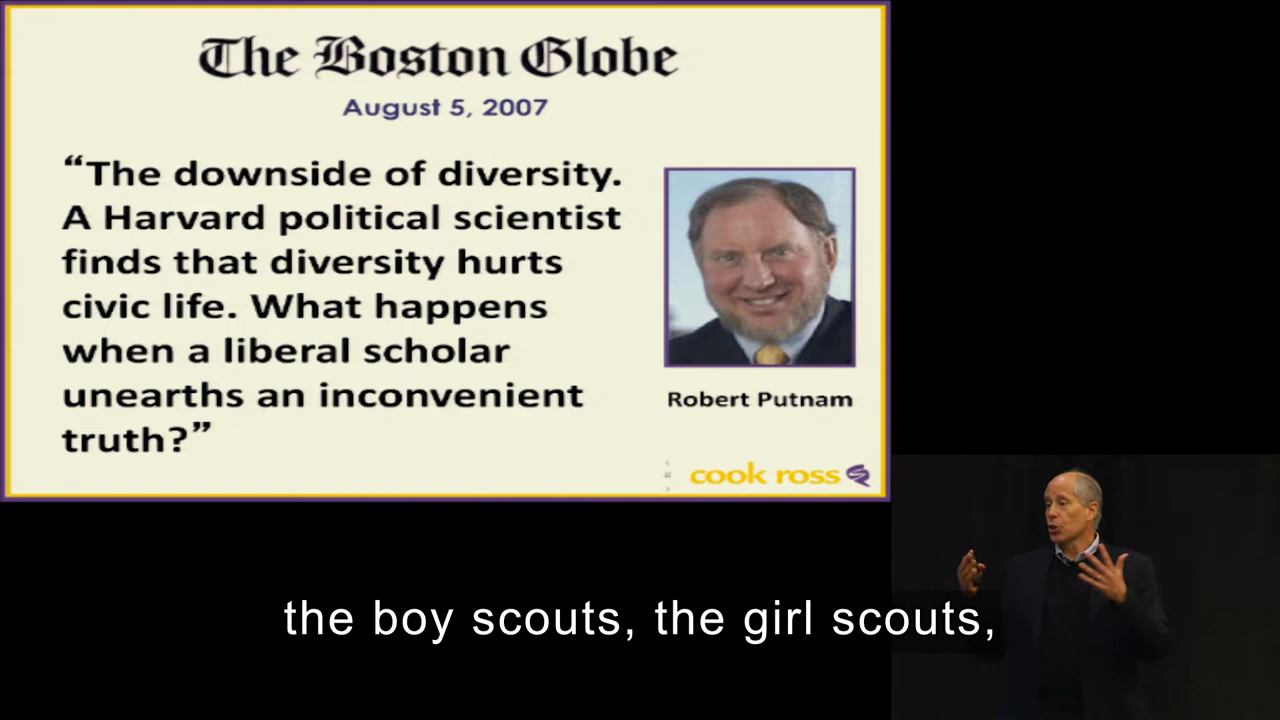 The Boston Globe
August 5, 2007
“The downside of diversity.
A Harvard political scientist
finds that diversity hurts
civic life. What happens
when a liberal scholar
unearths an inconvenient
truth?”
Robert Putnam
cook ross
the boy scouts, the girl scouts,